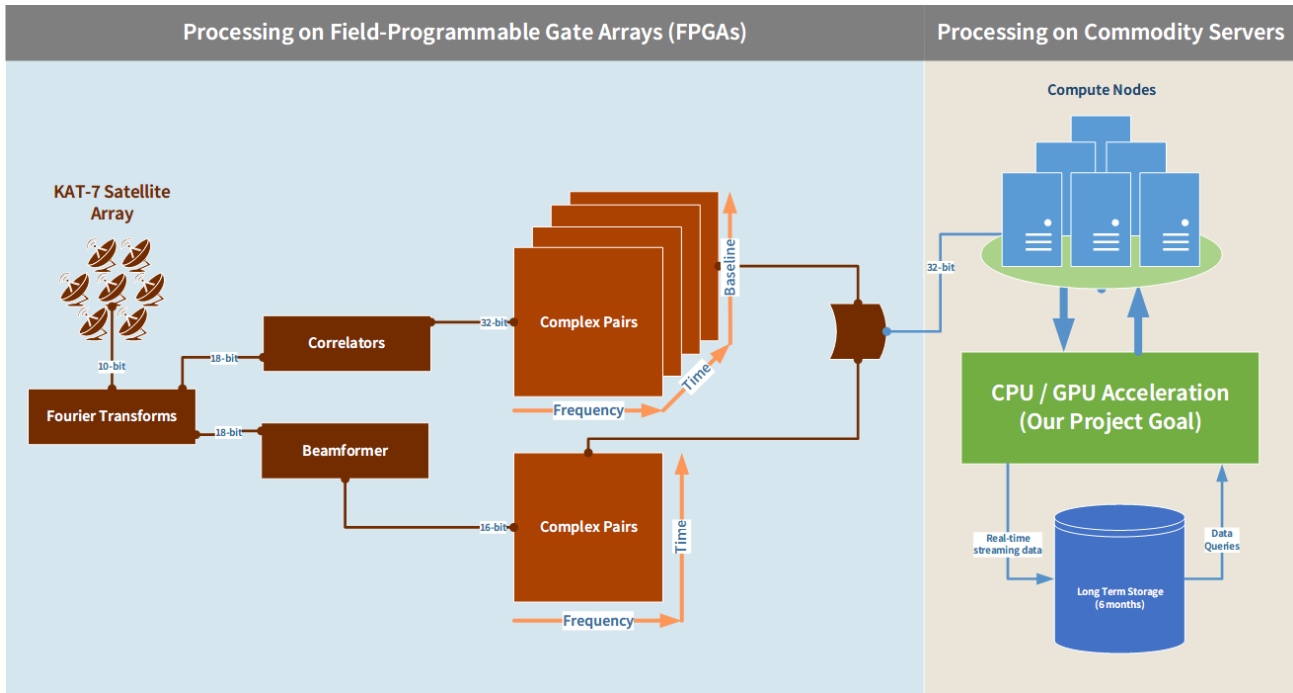 Processing on Field-Programmable Gate Arrays (FPGAs)
Processing on Commodity Servers
Compute Nodes
KAT-7 Satellite
Array
10-bit
Fourier Transforms
18-bit
18-bit
Correlators
Beamformer
32-bit
16-bit
Complex Pairs
Frequency
Time
Baseline
Complex Pairs
Frequency
Time
32-bit
CPU / GPU Acceleration
(Our Project Goal)
Real-time
streaming data
Data
Queries
Long Term Storage
(6 months)